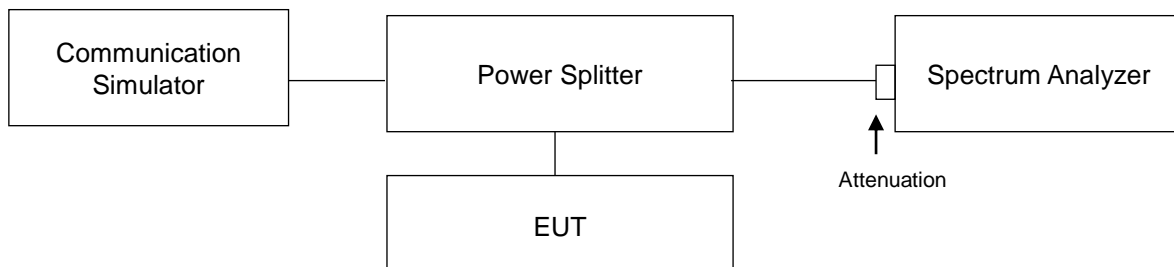 Communication
Simulator
Power Splitter
Spectrum Analyzer
Attenuation
EUT